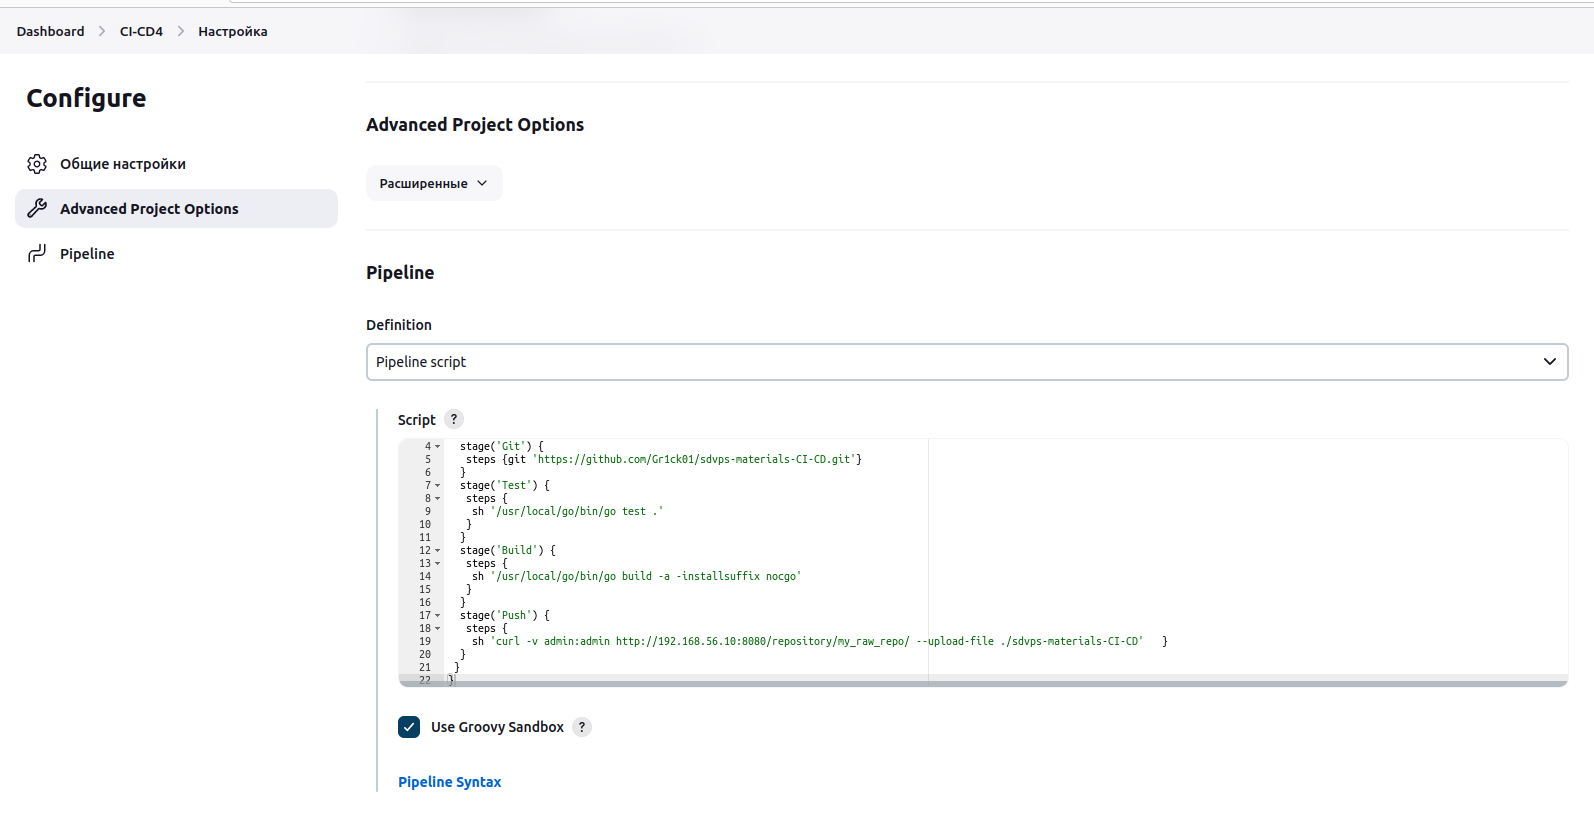 Dashboard > CI-CD4 > Настройка
Configure
Общие настройки
Advanced Project Options
Pipeline
Advanced Project Options
Расширенные
Pipeline
Definition
Pipeline script
Script ?
4 stage('Git') {
5 steps {git 'https://github.com/Gr1ck01/sdvps-materials-CI-CD.git'}
6 }
7 stage('Test') {
8 steps {
9 sh '/usr/local/go/bin/go test .'
10 }
11 }
12 stage('Build') {
13 steps {
14 sh '/usr/local/go/bin/go build -a -installsuffix nocgo'
15 }
16 }
17 stage('Push') {
18 steps {
19 sh 'curl -v admin:admin http://192.168.56.10:8080/repository/my_raw_repo/ --upload-file ./sdvps-materials-CI-CD' }
20 }
21 }
22 }
Use Groovy Sandbox ?
Pipeline Syntax